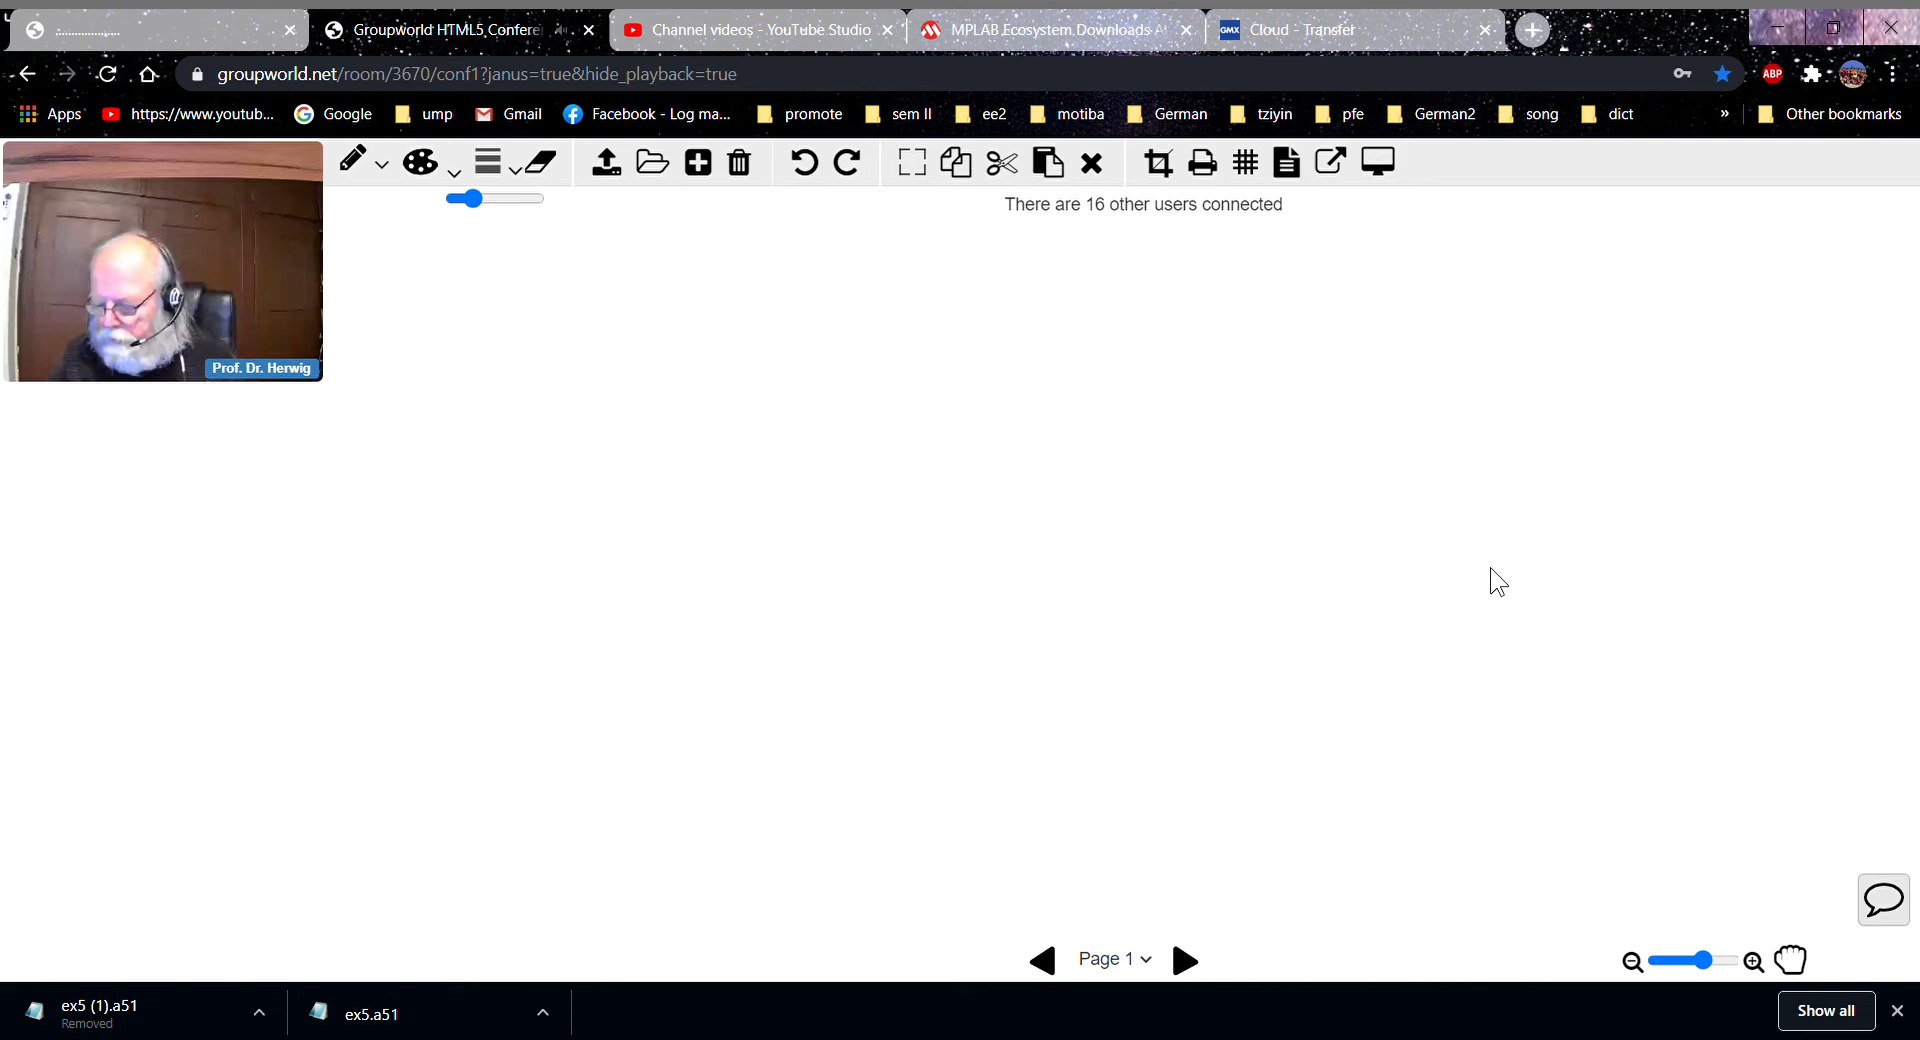 Groupworld HTML5 Confere
Channel videos - YouTube Studio
MPLAB Ecosystem Downloads A
GMX Cloud - Transfer
groupworld.net/room/3670/conf1?janus=true&hide_playback=true
ABP
Apps https://www.youtub... Google ump Gmail Facebook - Log ma... promote sem II ee2 motiba German tziyin pfe German2 song dict » Other bookmarks
There are 16 other users connected
Prof. Dr. Herwig
Page 1
ex5 (1).a51
Removed
ex5.a51
Show all